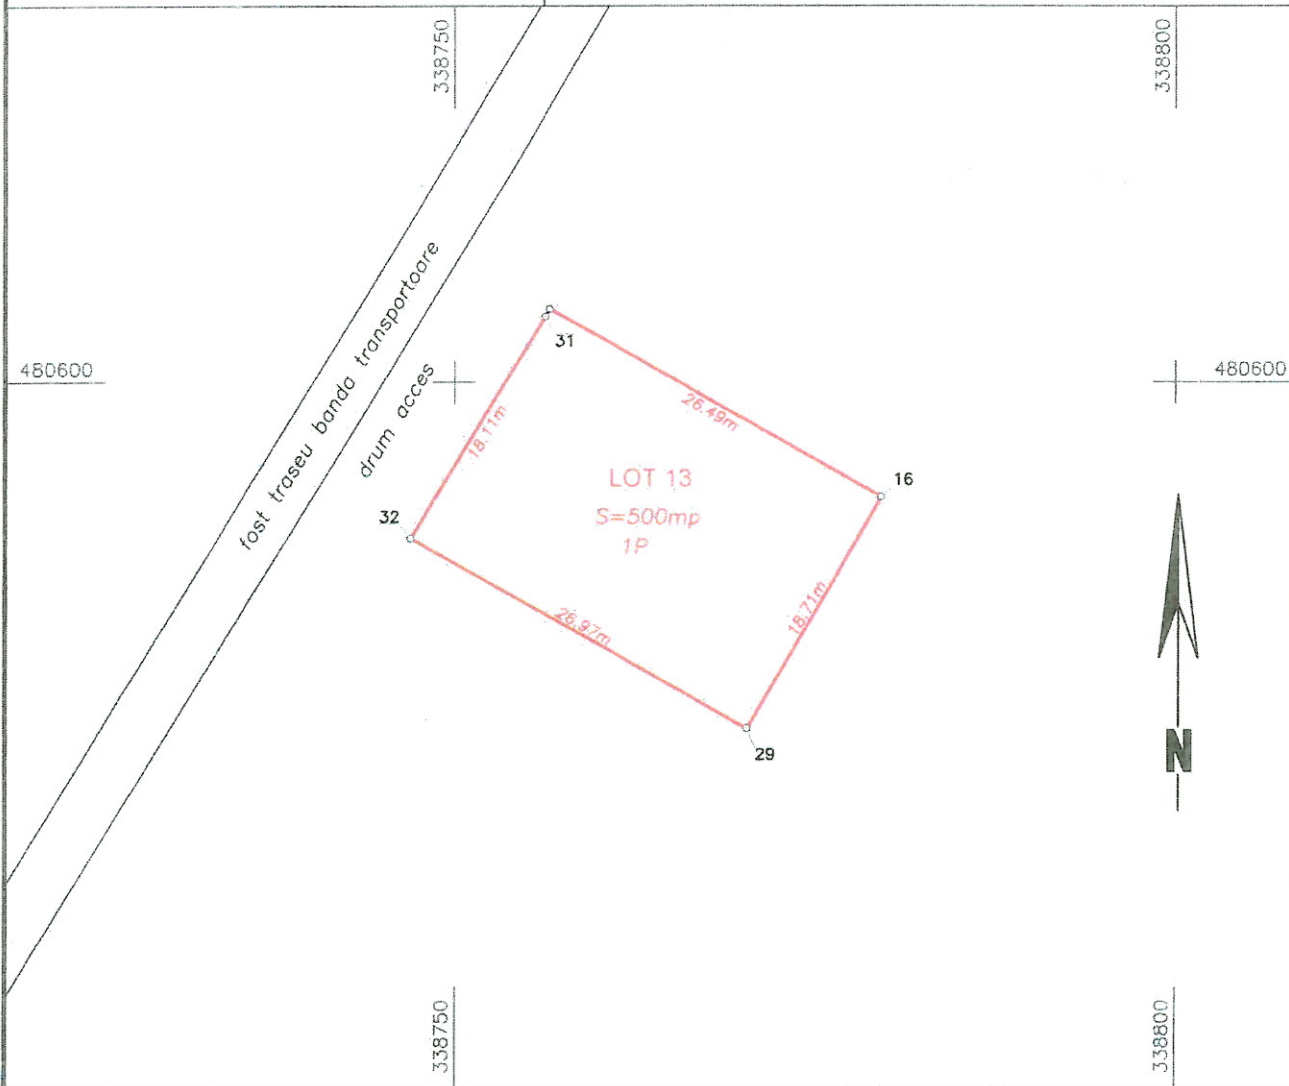 338750
338800
fost traseu banda transportoare
drum acces
480600
480600
31
26.49m
18.11m
LOT 13
S=500mp
1P
16
32
18.71m
26.97m
29
N
338750
338800